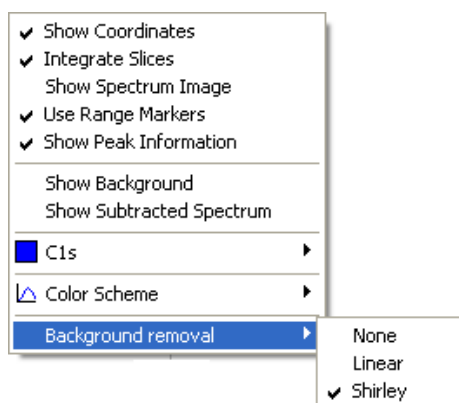 Show Coordinates
Integrate Slices
Show Spectrum Image
Use Range Markers
Show Peak Information
Show Background
Show Subtracted Spectrum
C1s
Color Scheme
Background removal
None
Linear
Shirley